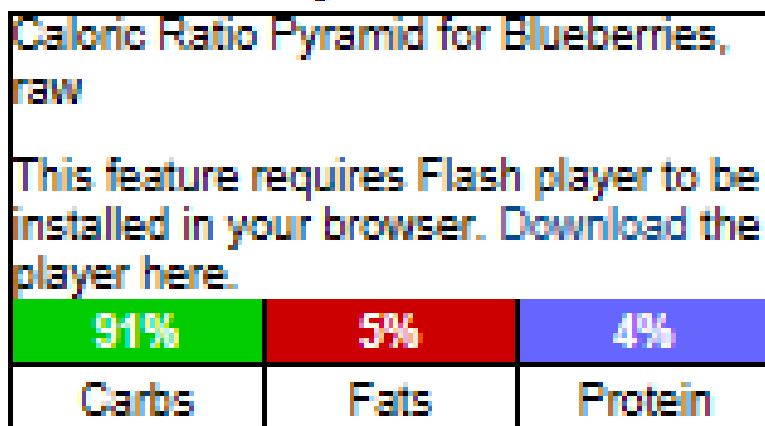 Caloric Ratio Pyramid for Blueberries,
raw
This feature requires Flash player to be
installed in your browser. Download the
player here.
91% 5% 4%
Carbs Fats Protein